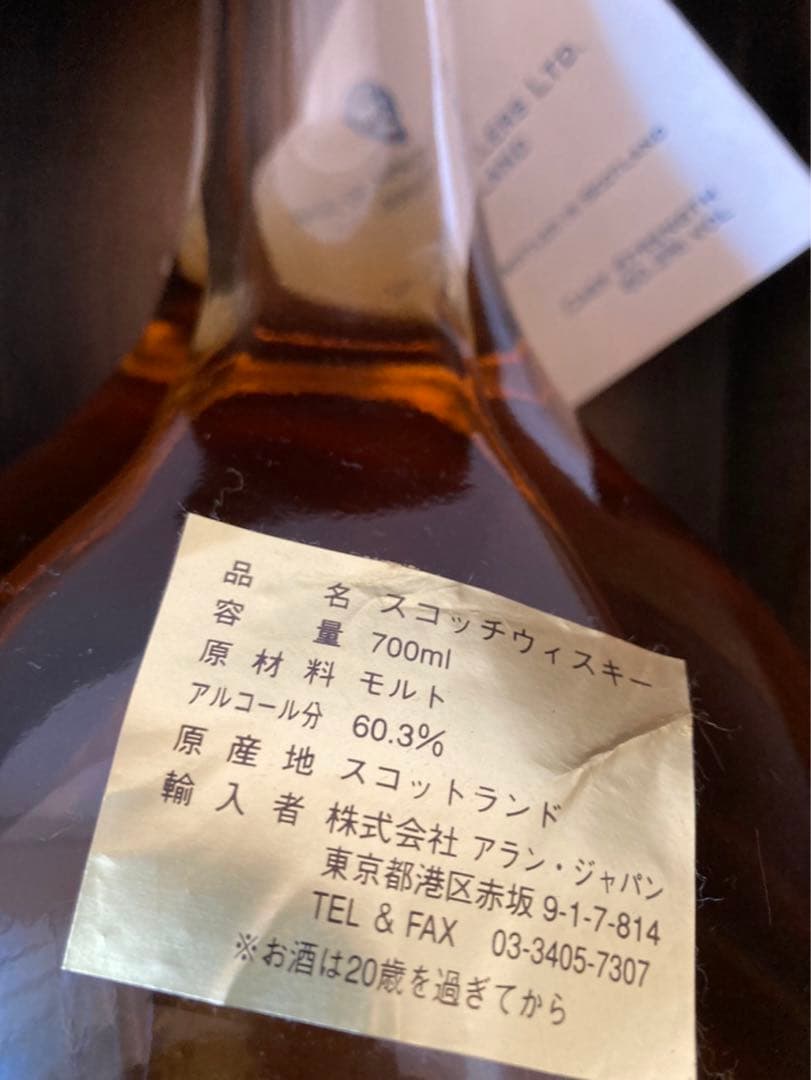 LTD.
品名 スコッチウィスキー
容量 700ml
原材料 モルト
アルコール分 60.3%
原産地 スコットランド
輸入者 株式会社 アラン・ジャパン
東京都港区赤坂 9-1-7-814
TEL & FAX 03-3405-7307
※お酒は20歳を過ぎてから